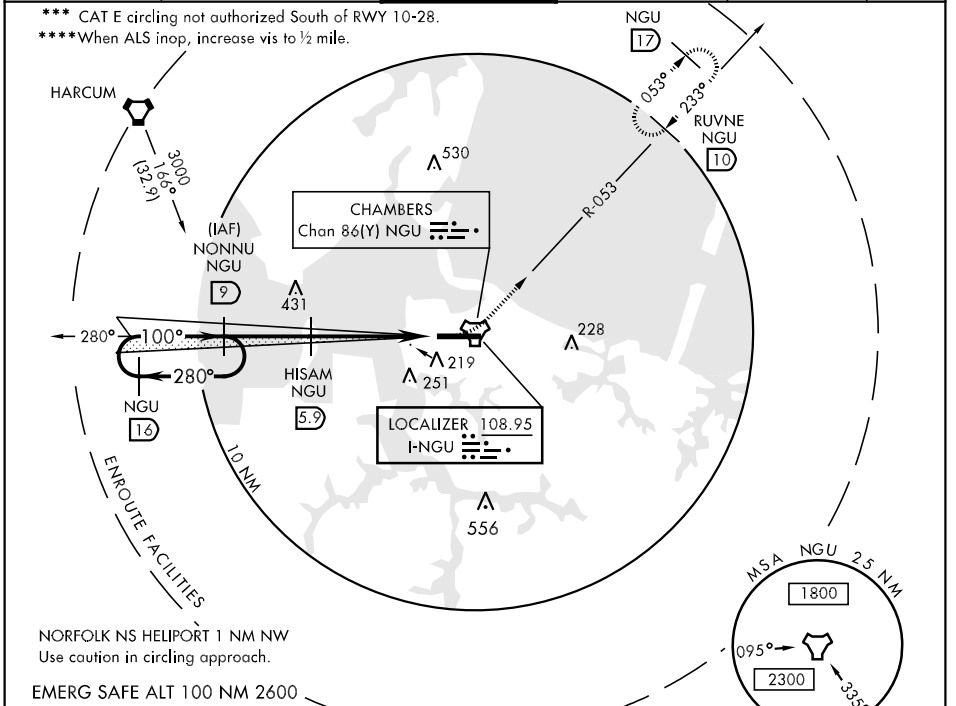 *** CAT E circling not authorized South of RWY 10-28.
****When ALS inop, increase vis to ½ mile.
NGU
17
HARCUM
053°
233°
RUVNE
NGU
10
3000
166°
(32.9)
530
CHAMBERS
Chan 86(Y) NGU
R-053
(IAF)
NONNU
NGU
9
431
280°
100°
228
219
280°
HISAM
NGU
5.9
251
NGU
16
LOCALIZER 108.95
I-NGU
10 NM
556
ENROUTE FACILITIES
MSA NGU 25 NM
1800
NORFOLK NS HELIPORT 1 NM NW
Use caution in circling approach.
095°
2300
335°
EMERG SAFE ALT 100 NM 2600